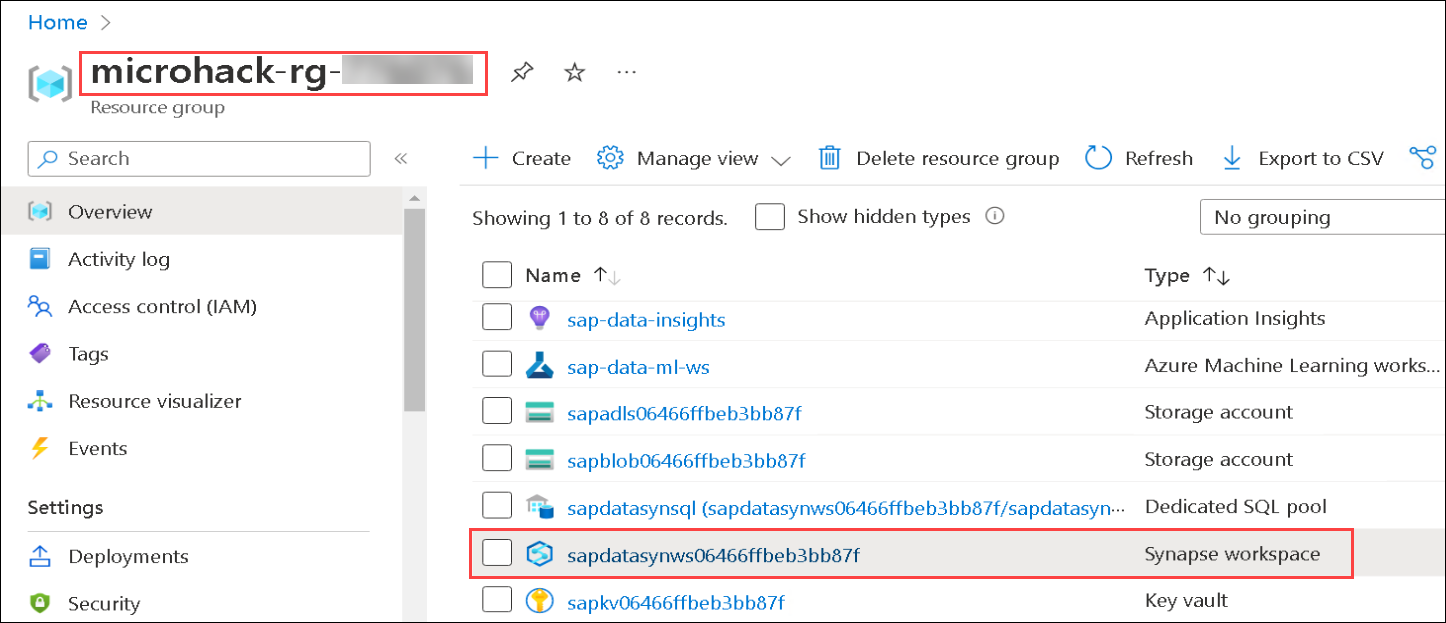 Home
microhack-rg-
Resource group
Search
Create Manage view Delete resource group Refresh Export to CSV
Overview
Activity log
Access control (IAM)
Tags
Resource visualizer
Events
Settings
Deployments
Security
Showing 1 to 8 of 8 records. Show hidden types No grouping
Name Type
sap-data-insights Application Insights
sap-data-ml-ws Azure Machine Learning works...
sapadls06466ffbeb3bb87f Storage account
sapblob06466ffbeb3bb87f Storage account
sapdatasynsql (sapdatasynws06466ffbeb3bb87f/sapdatasyn... Dedicated SQL pool
sapdatasynws06466ffbeb3bb87f Synapse workspace
sapkv06466ffbeb3bb87f Key vault